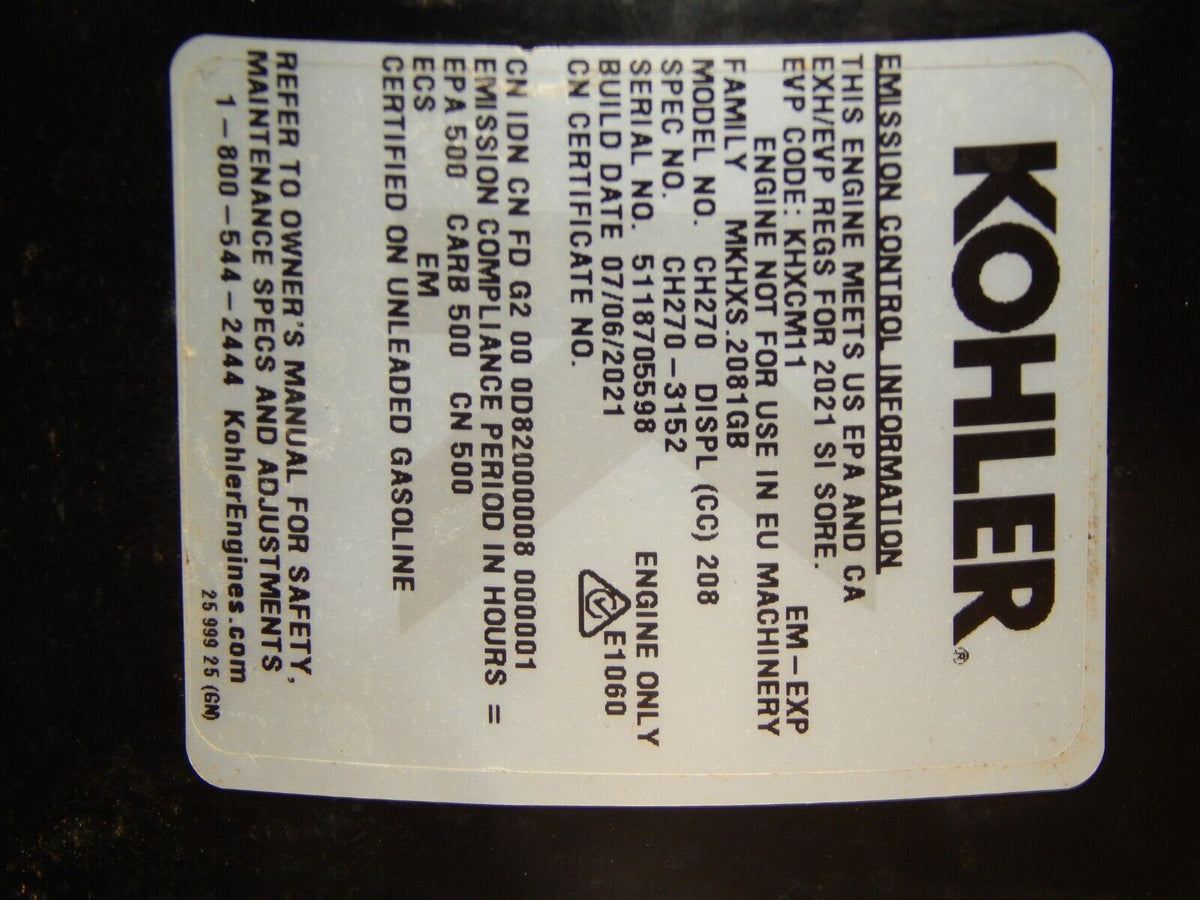 KOHLER®
EMISSION CONTROL INFORMATION
THIS ENGINE MEETS US EPA AND CA
EXH/EVP REGS FOR 2021 SI SORE.
EVP CODE: KHXCM11 EM-EXP
ENGINE NOT FOR USE IN EU MACHINERY
FAMILY MKHXS.2081GB
MODEL NO. CH270 DISPL (CC) 208
SPEC NO. CH270-3152
SERIAL NO. 5118705598 ENGINE ONLY
BUILD DATE 07/06/2021 E1060
CN CERTIFICATE NO.
CN IDN CN FD G2 00 0D82000008 000001
EMISSION COMPLIANCE PERIOD IN HOURS =
EPA 500 CARB 500 CN 500
ECS EM
CERTIFIED ON UNLEADED GASOLINE
REFER TO OWNER'S MANUAL FOR SAFETY,
MAINTENANCE SPECS AND ADJUSTMENTS
1-800-544-2444 KohlerEngines.com
25 999 25 (GN)